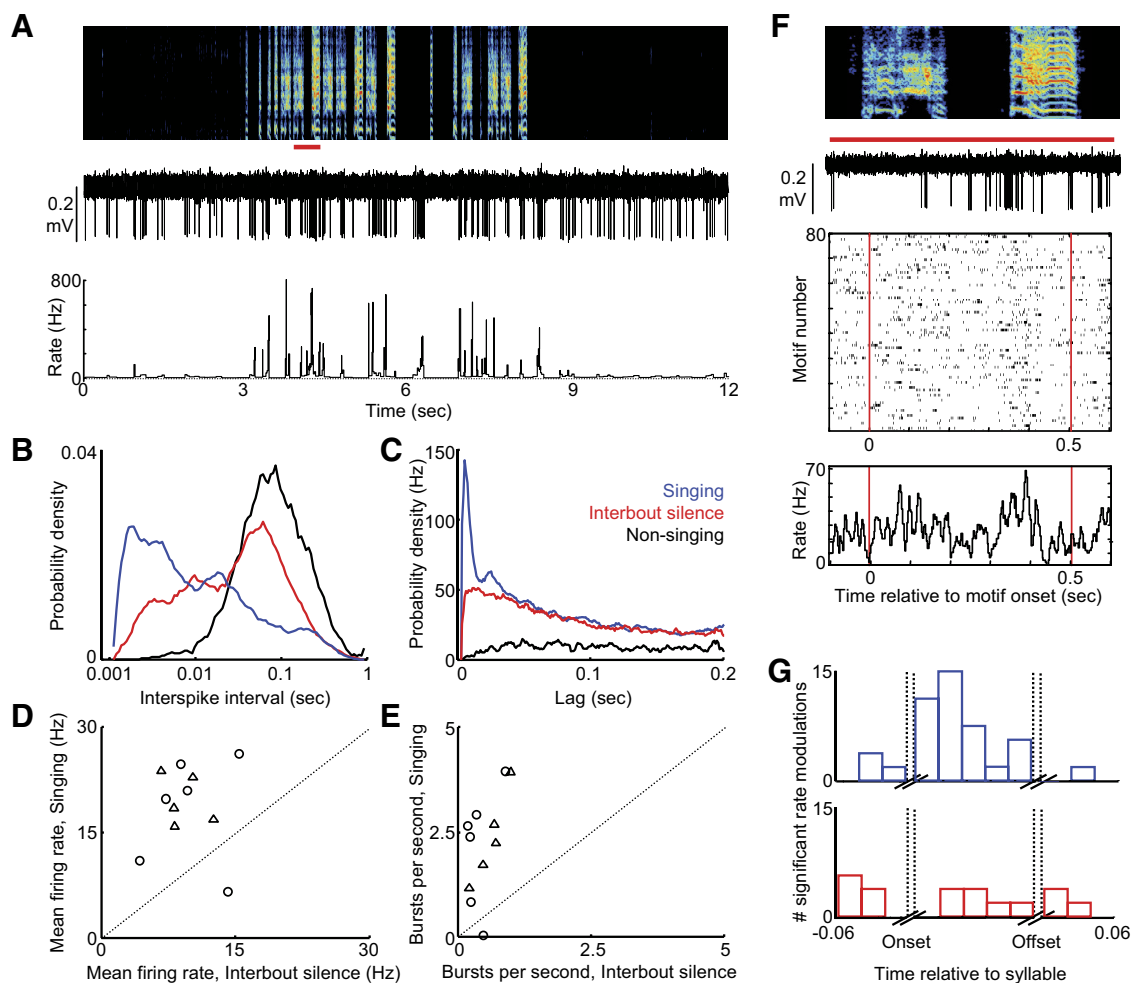 A
0.2
mV
800
Rate (Hz)
0
0
3
6
9
12
Time (sec)
B
0.04
Probability density
0
0.001
0.01
0.1
1
Interspike interval (sec)
C
150
100
50
0
Probability density (Hz)
Singing
Interbout silence
Non-singing
0
0.1
0.2
Lag (sec)
D
30
15
0
Mean firing rate, Singing (Hz)
0
15
30
Mean firing rate, Interbout silence (Hz)
E
5
2.5
0
Bursts per second, Singing
0
2.5
5
Bursts per second, Interbout silence
F
0.2
mV
80
Motif number
0
0.5
70
Rate (Hz)
0
0
0.5
Time relative to motif onset (sec)
G
15
0
15
0
# significant rate modulations
-0.06
Onset
Offset
0.06
Time relative to syllable